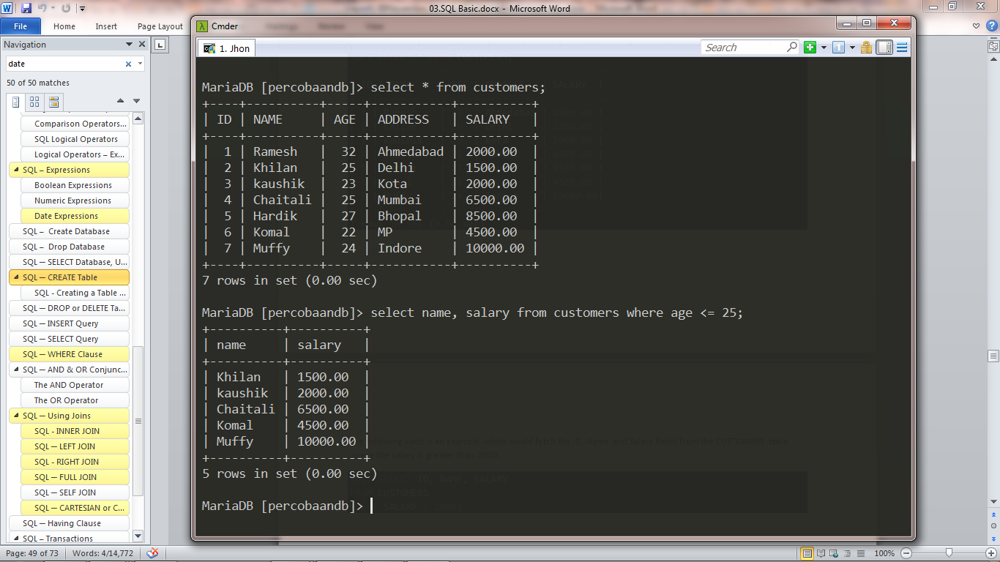 03.SQL Basic.docx - Microsoft Word
File Home Insert Page Layout
Cmder
Navigation
1. Jhon
Search
date
50 of 50 matches
Comparison Operators...
SQL Logical Operators
Logical Operators – Ex...
SQL – Expressions
Boolean Expressions
Numeric Expressions
Date Expressions
SQL – Create Database
SQL – Drop Database
SQL — SELECT Database, U...
SQL — CREATE Table
SQL - Creating a Table ...
SQL — DROP or DELETE Ta...
SQL — INSERT Query
SQL — SELECT Query
SQL — WHERE Clause
SQL — AND & OR Conjunc...
The AND Operator
The OR Operator
SQL — Using Joins
SQL - INNER JOIN
SQL — LEFT JOIN
SQL - RIGHT JOIN
SQL — FULL JOIN
SQL — SELF JOIN
SQL — CARTESIAN or C...
SQL — Having Clause
SQL – Transactions
MariaDB [percobaandb]> select * from customers;
+----+----------+-----+-----------+----------+
| ID | NAME     | AGE | ADDRESS   | SALARY   |
+----+----------+-----+-----------+----------+
|  1 | Ramesh   |  32 | Ahmedabad | 2000.00  |
|  2 | Khilan   |  25 | Delhi     | 1500.00  |
|  3 | kaushik  |  23 | Kota      | 2000.00  |
|  4 | Chaitali |  25 | Mumbai    | 6500.00  |
|  5 | Hardik   |  27 | Bhopal    | 8500.00  |
|  6 | Komal    |  22 | MP        | 4500.00  |
|  7 | Muffy    |  24 | Indore    | 10000.00 |
+----+----------+-----+-----------+----------+
7 rows in set (0.00 sec)
MariaDB [percobaandb]> select name, salary from customers where age <= 25;
+----------+----------+
| name     | salary   |
+----------+----------+
| Khilan   | 1500.00  |
| kaushik  | 2000.00  |
| Chaitali | 6500.00  |
| Komal    | 4500.00  |
| Muffy    | 10000.00 |
+----------+----------+
5 rows in set (0.00 sec)
MariaDB [percobaandb]>
Page: 49 of 73 Words: 4/14,772 100%